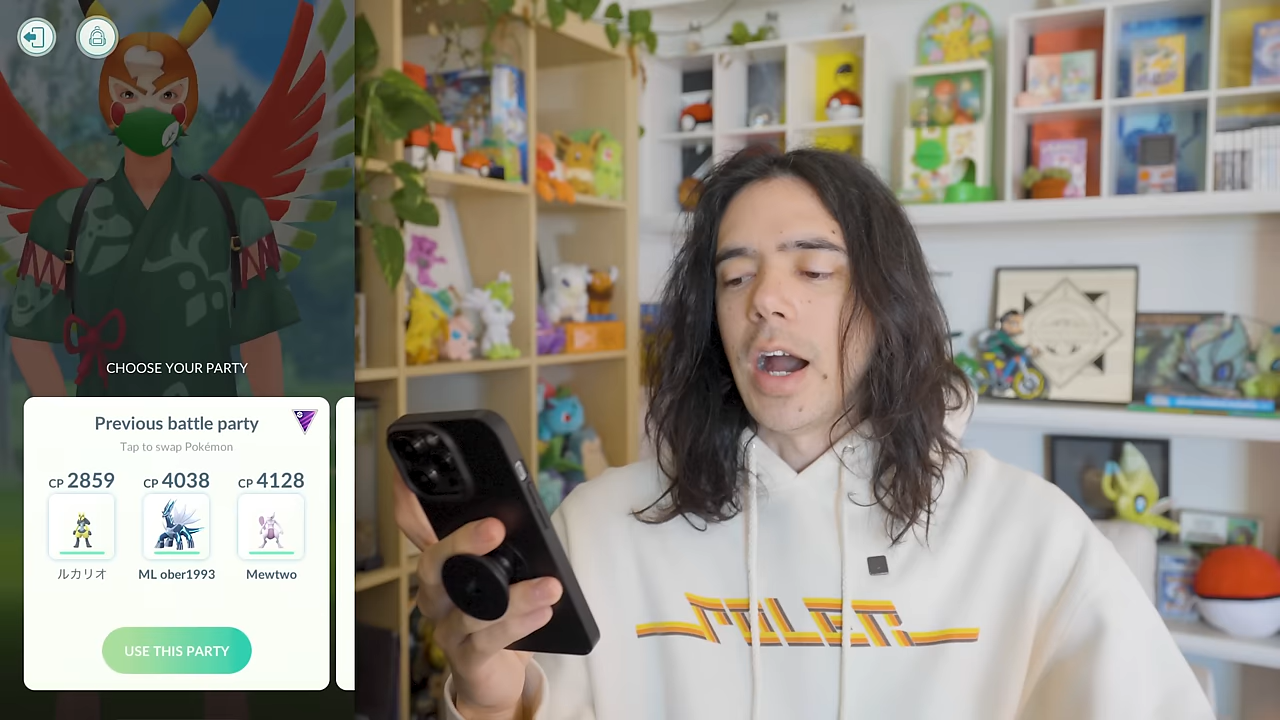 CHOOSE YOUR PARTY
Previous battle party
Tap to swap Pokémon
CP 2859
CP 4038
CP 4128
ルカリオ
ML ober1993
Mewtwo
USE THIS PARTY
POLER